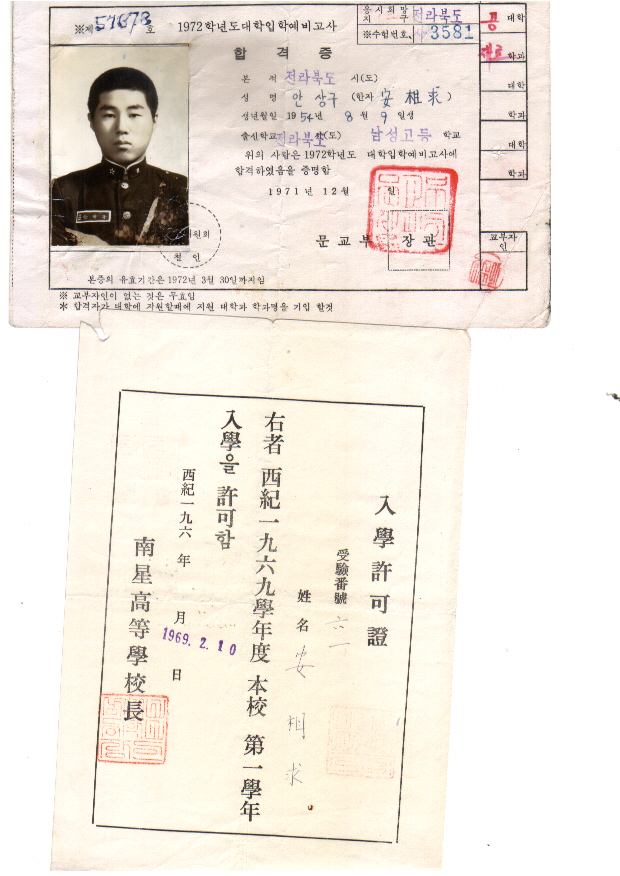 ※제57673호
1972학년도대학입학예비고사
응시희망지구 전라북도
※수험번호 3581
합격증
본적 전라북도 시(도)
성명 안상구 (한자 安相求)
생년월일 1954년 8월 9일생
출신학교 전라북도 (도) 남성고등 학교
위의 사람은 1972학년도 대학입학예비고사에
합격하였음을 증명함
1971년 12월 일
문교부장관
본증의 유효기간은 1972년 3월 30일까지임
※ 교부자인이 없는 것은 무효임
※ 합격자가 대학에 지원할때에 지원 대학과 학과명을 기입 할것
공 대학
학과
대학
학과
대학
학과
교부자인
위원회
철인
入學許可證
受驗番號
姓名 安相求
右者 西紀一九六九學年度 本校 第一學年
入學을 許可함
西紀一九六 年 月 日
1969. 2. 10
南星高等學校長